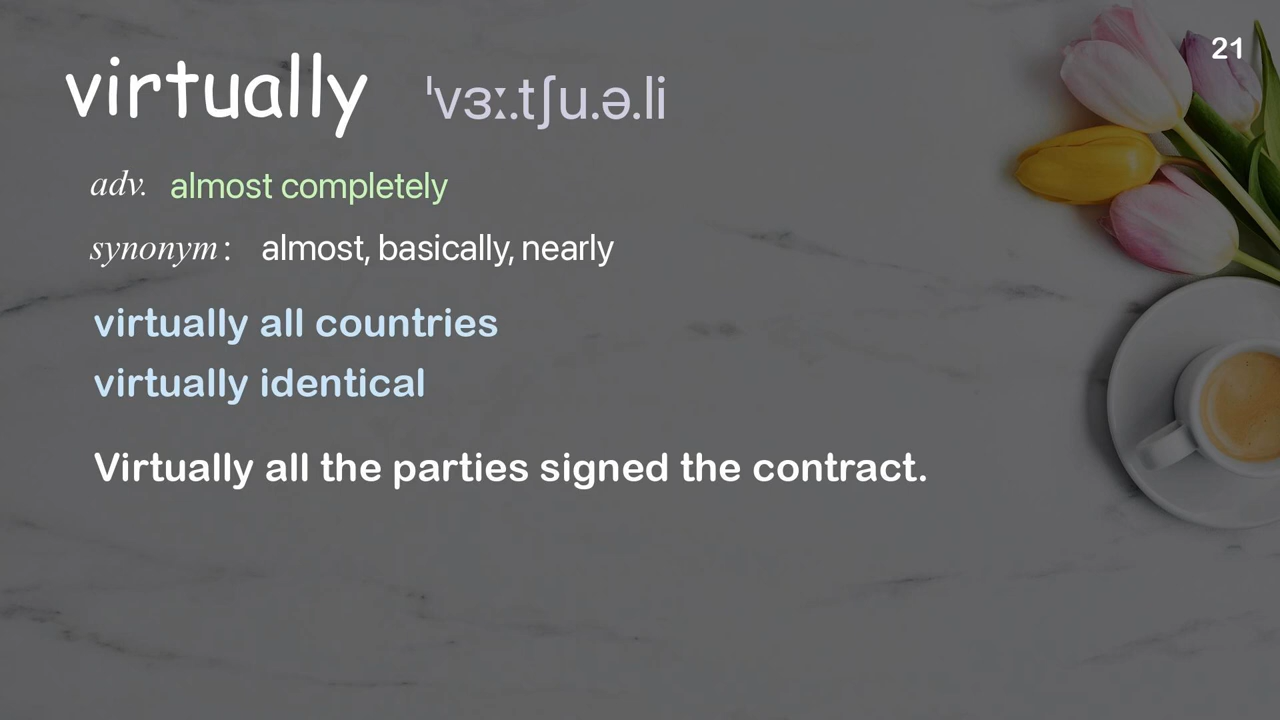 21
virtually ˈvɜː.tʃu.ə.li
adv. almost completely
synonym: almost, basically, nearly
virtually all countries
virtually identical
Virtually all the parties signed the contract.